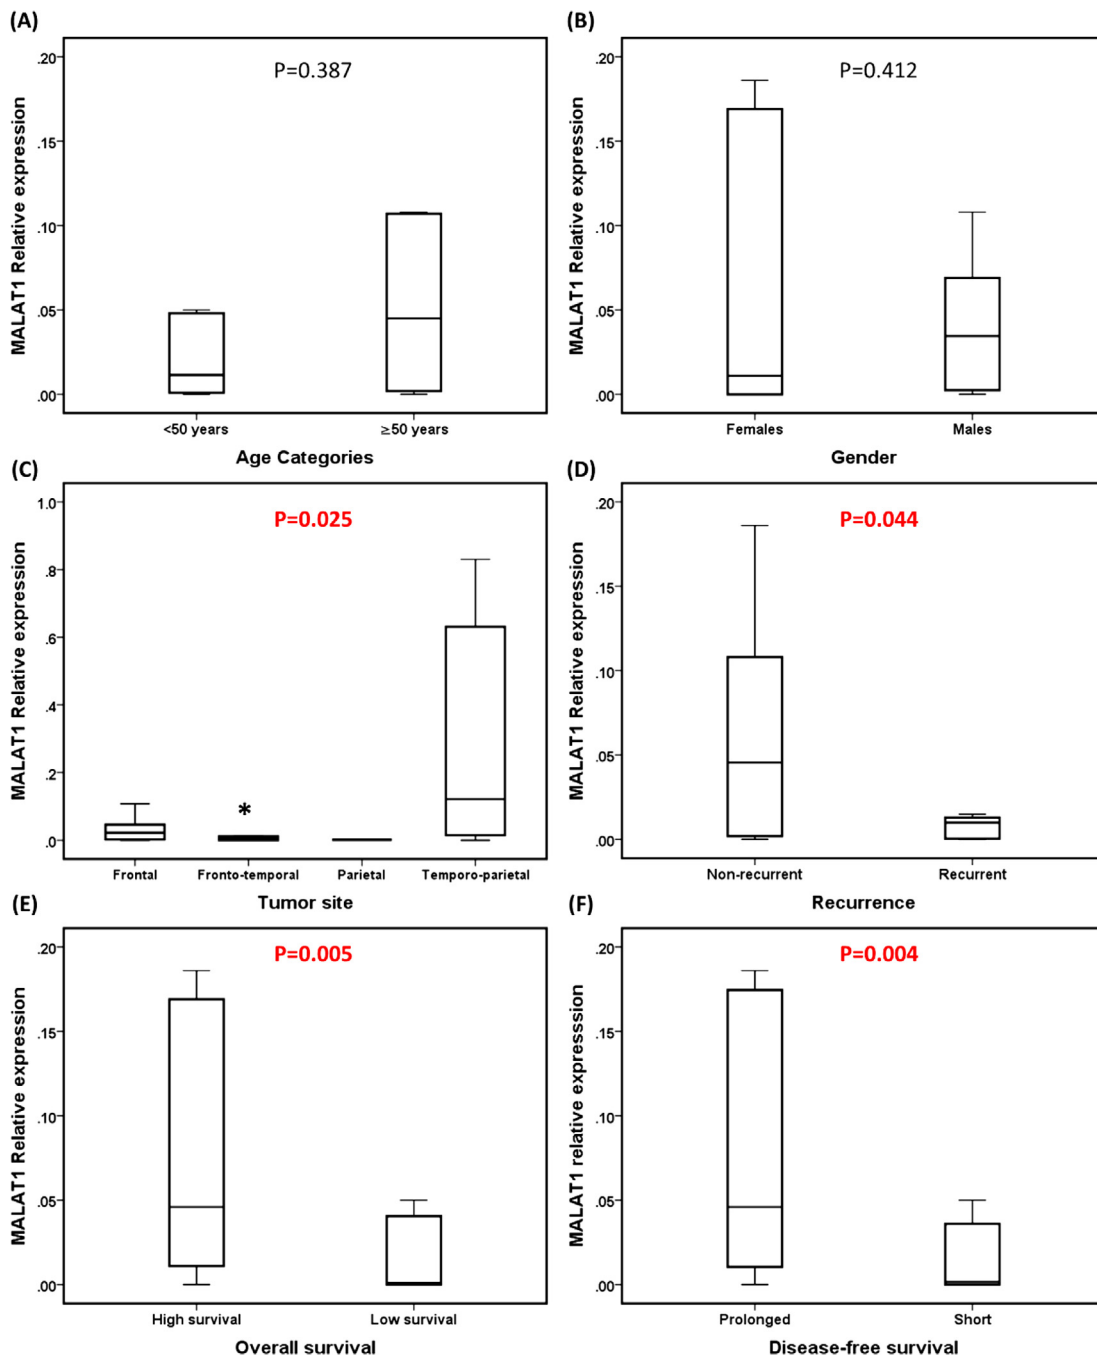 (A)
P=0.387
MALAT1 Relative expression
.20
.15
.10
.05
.00
<50 years
≥50 years
Age Categories
(B)
P=0.412
MALAT1 Relative expression
.20
.15
.10
.05
.00
Females
Males
Gender
(C)
P=0.025
MALAT1 Relative expression
1.0
.8
.6
.4
.2
.0
*
Frontal
Fronto-temporal
Parietal
Temporo-parietal
Tumor site
(D)
P=0.044
MALAT1 Relative expression
.20
.15
.10
.05
.00
Non-recurrent
Recurrent
Recurrence
(E)
P=0.005
MALAT1 Relative expression
.20
.15
.10
.05
.00
High survival
Low survival
Overall survival
(F)
P=0.004
MALAT1 relative expression
.20
.15
.10
.05
.00
Prolonged
Short
Disease-free survival